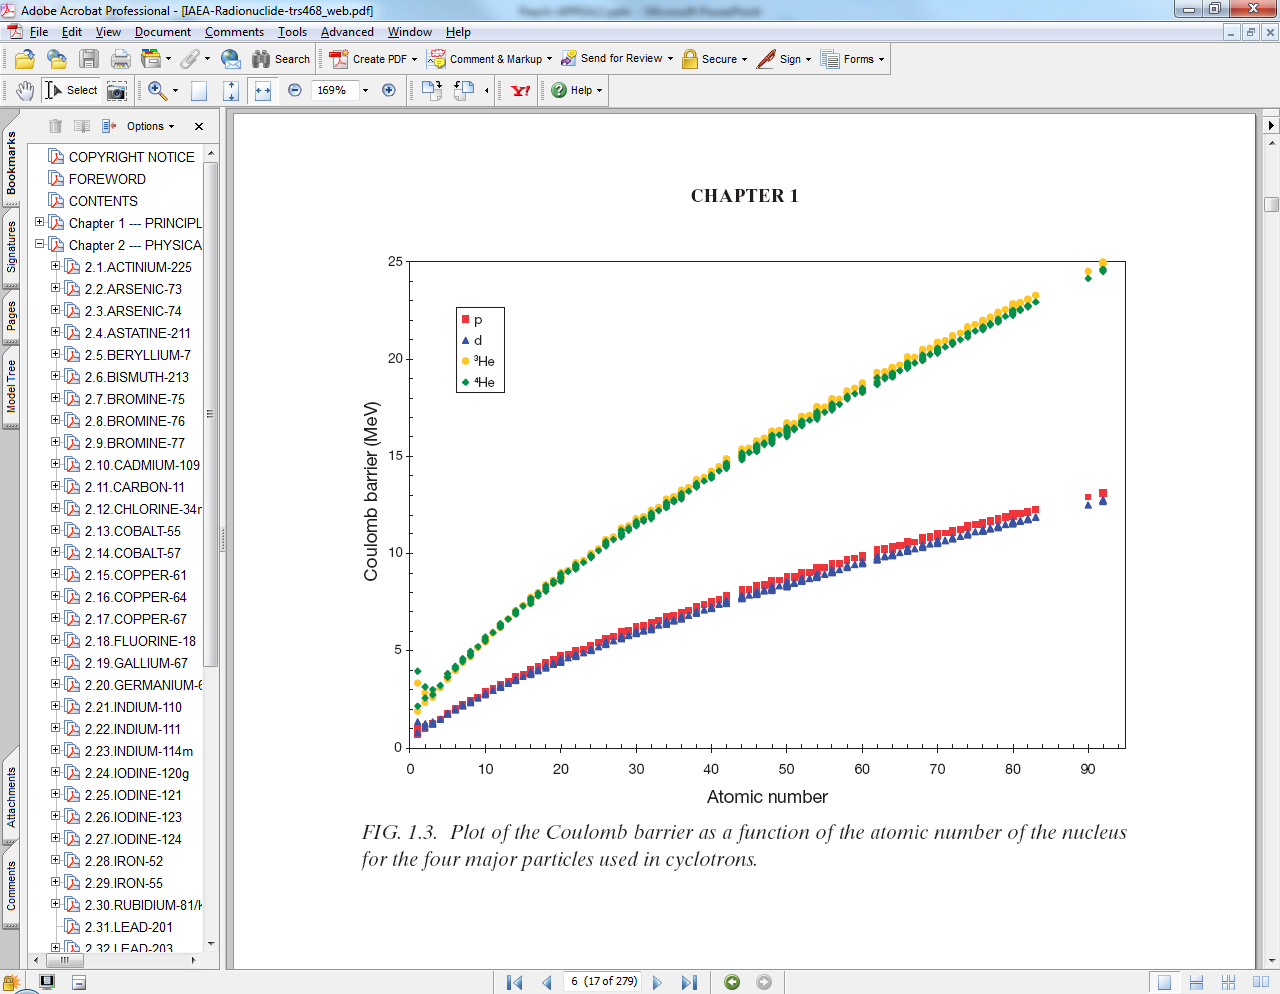 Adobe Acrobat Professional - [IAEA-Radionuclide-trs468_web.pdf]
File Edit View Document Comments Tools Advanced Window Help
Search Create PDF Comment & Markup Send for Review Secure Sign Forms
Select 169% Y! Help
Options
Bookmarks
Signatures
Pages
Model Tree
Attachments
Comments
COPYRIGHT NOTICE
FOREWORD
CONTENTS
Chapter 1 --- PRINCIPL
Chapter 2 --- PHYSICA
2.1.ACTINIUM-225
2.2.ARSENIC-73
2.3.ARSENIC-74
2.4.ASTATINE-211
2.5.BERYLLIUM-7
2.6.BISMUTH-213
2.7.BROMINE-75
2.8.BROMINE-76
2.9.BROMINE-77
2.10.CADMIUM-109
2.11.CARBON-11
2.12.CHLORINE-34m
2.13.COBALT-55
2.14.COBALT-57
2.15.COPPER-61
2.16.COPPER-64
2.17.COPPER-67
2.18.FLUORINE-18
2.19.GALLIUM-67
2.20.GERMANIUM-6
2.21.INDIUM-110
2.22.INDIUM-111
2.23.INDIUM-114m
2.24.IODINE-120g
2.25.IODINE-121
2.26.IODINE-123
2.27.IODINE-124
2.28.IRON-52
2.29.IRON-55
2.30.RUBIDIUM-81/K
2.31.LEAD-201
2.32.LEAD-203
CHAPTER 1
25
20
15
10
5
0
Coulomb barrier (MeV)
p
d
³He
⁴He
0 10 20 30 40 50 60 70 80 90
Atomic number
FIG. 1.3. Plot of the Coulomb barrier as a function of the atomic number of the nucleus
for the four major particles used in cyclotrons.
6 (17 of 279)